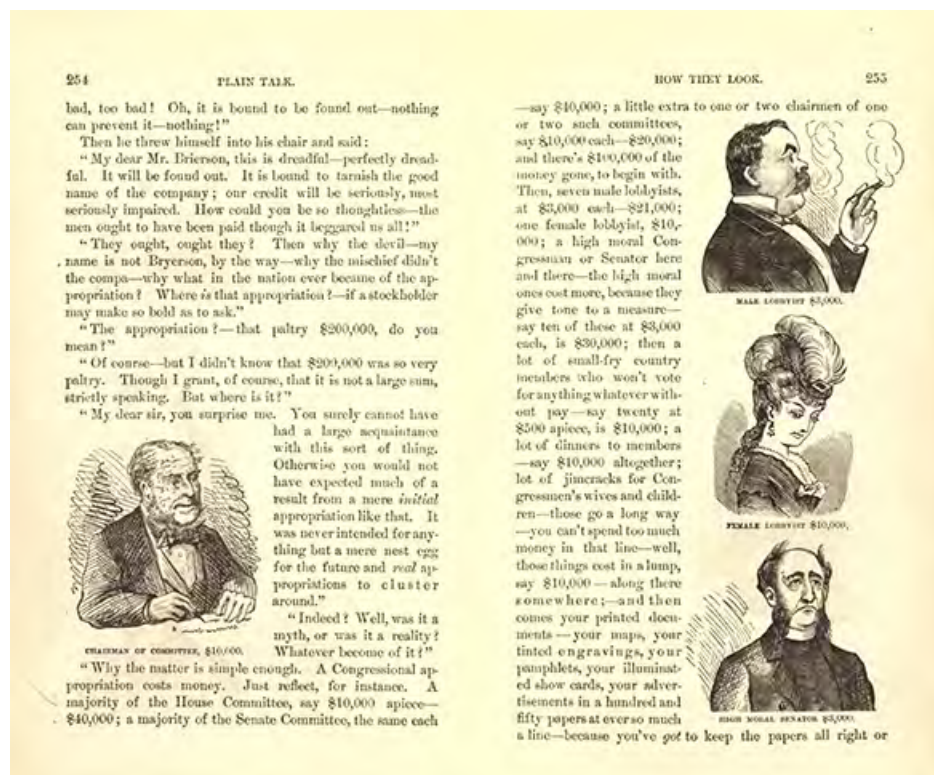 254
PLAIN TALK.
bad, too bad! Oh, it is bound to be found out—nothing
can prevent it—nothing!"
Then he threw himself into his chair and said:
"My dear Mr. Brierson, this is dreadful—perfectly dread-
ful. It will be found out. It is bound to tarnish the good
name of the company; our credit will be seriously, most
seriously impaired. How could you be so thoughtless—the
men ought to have been paid though it beggared us all!"
"They ought, ought they? Then why the devil—my
name is not Bryerson, by the way—why the mischief didn't
the compa—why what in the nation ever became of the ap-
propriation? Where is that appropriation?—if a stockholder
may make so bold as to ask."
"The appropriation?—that paltry $200,000, do you
mean?"
"Of course—but I didn't know that $200,000 was so very
paltry. Though I grant, of course, that it is not a large sum,
strictly speaking. But where is it?"
"My dear sir, you surprise me. You surely cannot have
had a large acquaintance
with this sort of thing.
Otherwise you would not
have expected much of a
result from a mere initial
appropriation like that. It
was never intended for any-
thing but a mere nest egg
for the future and real ap-
propriations to cluster
around."
"Indeed? Well, was it a
myth, or was it a reality?
Whatever become of it?"
CHAIRMAN OF COMMITTEE, $10,000.
"Why the matter is simple enough. A Congressional ap-
propriation costs money. Just reflect, for instance. A
majority of the House Committee, say $10,000 apiece—
$40,000; a majority of the Senate Committee, the same each
HOW THEY LOOK.
255
—say $40,000; a little extra to one or two chairmen of one
or two such committees,
say $10,000 each—$20,000;
and there's $100,000 of the
money gone, to begin with.
Then, seven male lobbyists,
at $3,000 each—$21,000;
one female lobbyist, $10,-
000; a high moral Con-
gressman or Senator here
and there—the high moral
ones cost more, because they
give tone to a measure—
say ten of these at $3,000
each, is $30,000; then a
lot of small-fry country
members who won't vote
for anything whatever with-
out pay—say twenty at
$500 apiece, is $10,000; a
lot of dinners to members
—say $10,000 altogether;
lot of jimcracks for Con-
gressmen's wives and child-
ren—those go a long way
—you can't spend too much
money in that line—well,
those things cost in a lump,
say $10,000—along there
somewhere;—and then
comes your printed docu-
ments—your maps, your
tinted engravings, your
pamphlets, your illuminat-
ed show cards, your adver-
tisements in a hundred and
fifty papers at ever so much
a line—because you've got to keep the papers all right or
MALE LOBBYIST $3,000.
FEMALE LOBBYIST $10,000.
HIGH MORAL SENATOR $3,000.